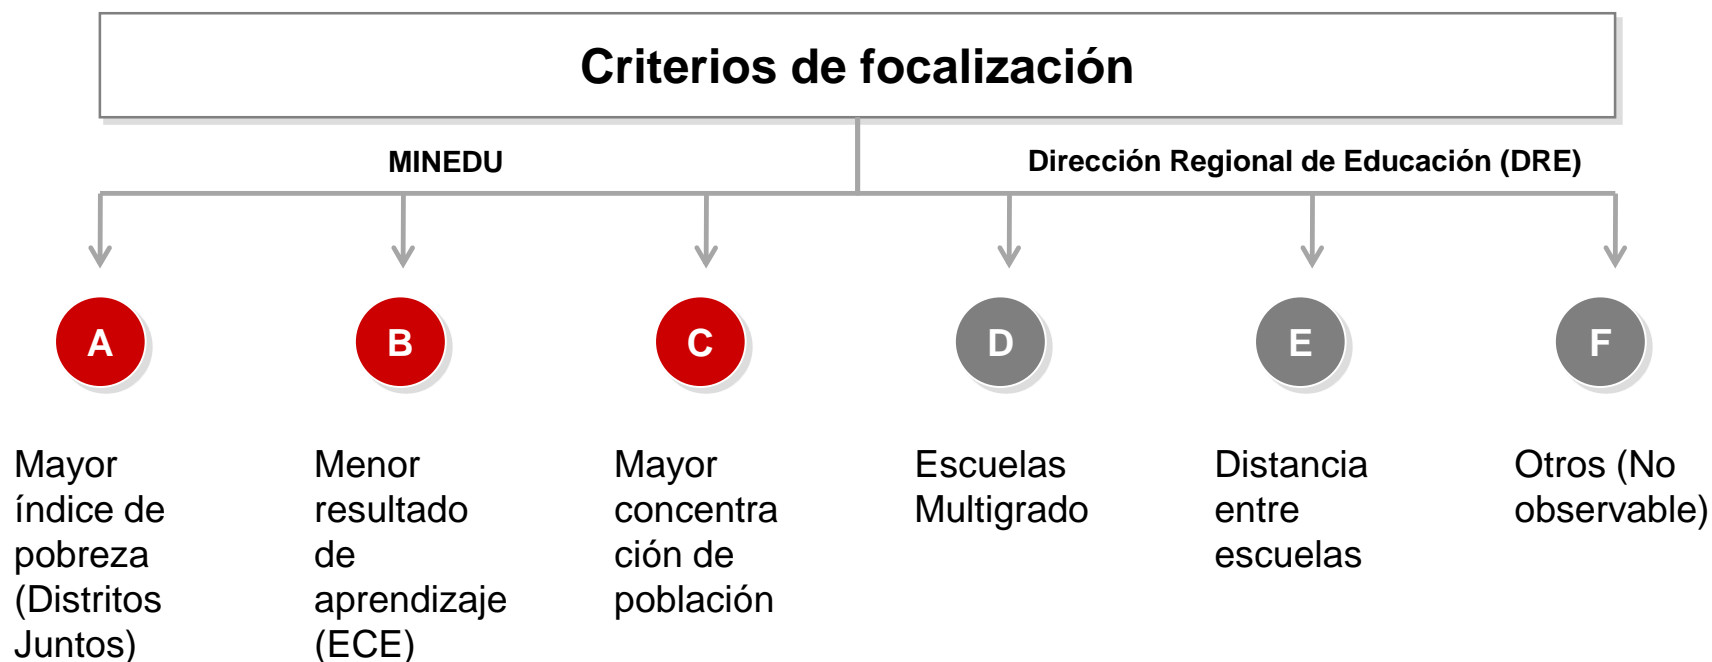 Criterios de focalización
MINEDU
Dirección Regional de Educación (DRE)
A
B
C
D
E
F
Mayor
índice de
pobreza
(Distritos
Juntos)
Menor
resultado
de
aprendizaje
(ECE)
Mayor
concentra
ción de
población
Escuelas
Multigrado
Distancia
entre
escuelas
Otros (No
observable)